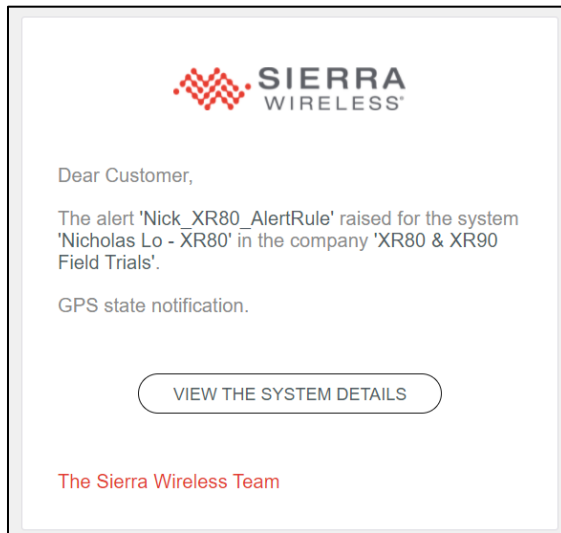 SIERRA
WIRELESS®
Dear Customer,
The alert 'Nick_XR80_AlertRule' raised for the system
'Nicholas Lo - XR80' in the company 'XR80 & XR90
Field Trials'.
GPS state notification.
VIEW THE SYSTEM DETAILS
The Sierra Wireless Team